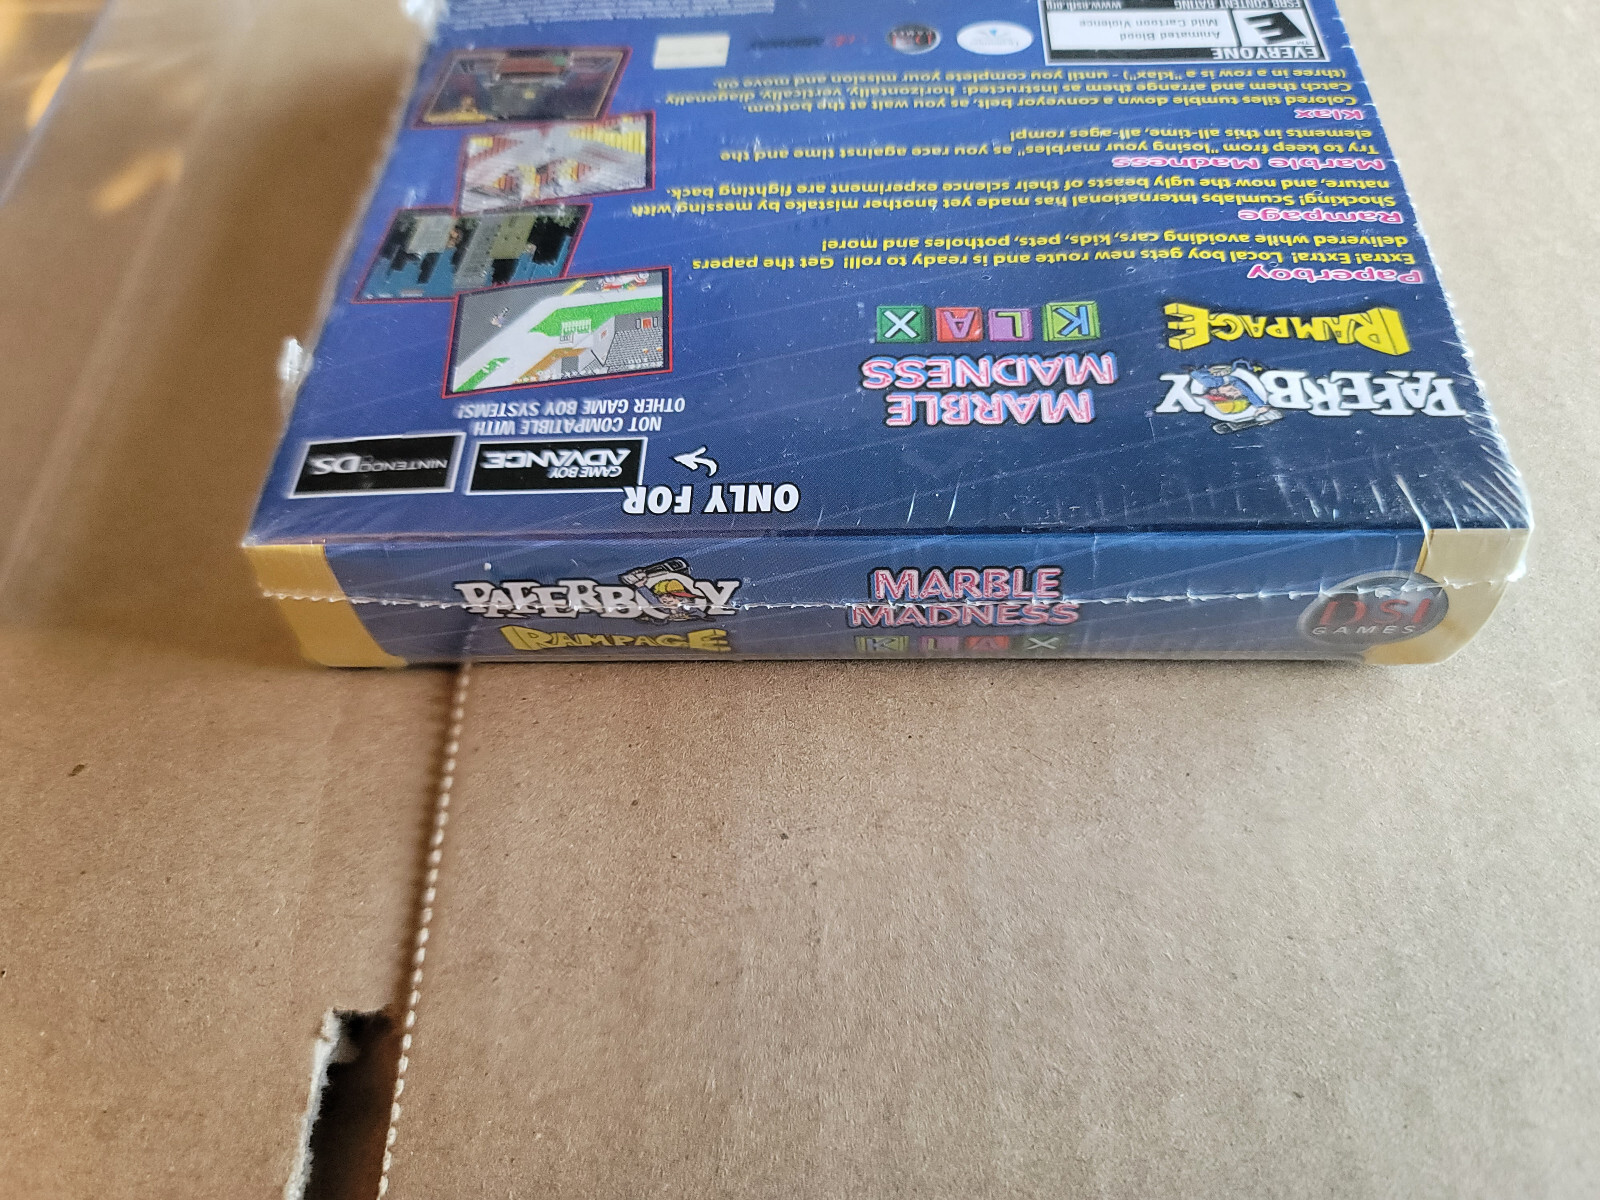 ONLY FOR
GAME BOY
ADVANCE
NINTENDO DS
NOT COMPATIBLE WITH
OTHER GAME BOY SYSTEMS!
PAPERBOY
MARBLE
MADNESS
RAMPAGE
KLAX
Paperboy
Extra! Extra! Local boy gets new route and is ready to roll! Get the papers
delivered while avoiding cars, kids, pets, potholes and more!
Rampage
Shocking! Scumlabs International has made yet another mistake by messing with
nature, and now the ugly beasts of their science experiment are fighting back.
Marble Madness
Try to keep from "losing your marbles" as you race against time and the
elements in this all-time, all-ages romp!
Klax
Colored tiles tumble down a conveyor belt, as you wait at the bottom.
Catch them and arrange them as instructed: horizontally, vertically, diagonally
(three in a row is a "klax") - until you complete your mission and move on.
EVERYONE
E
Animated Blood
Mild Cartoon Violence
ESRB CONTENT RATING
www.esrb.org
PAPERBOY
RAMPAGE
MARBLE
MADNESS
KLAX
DSI
GAMES